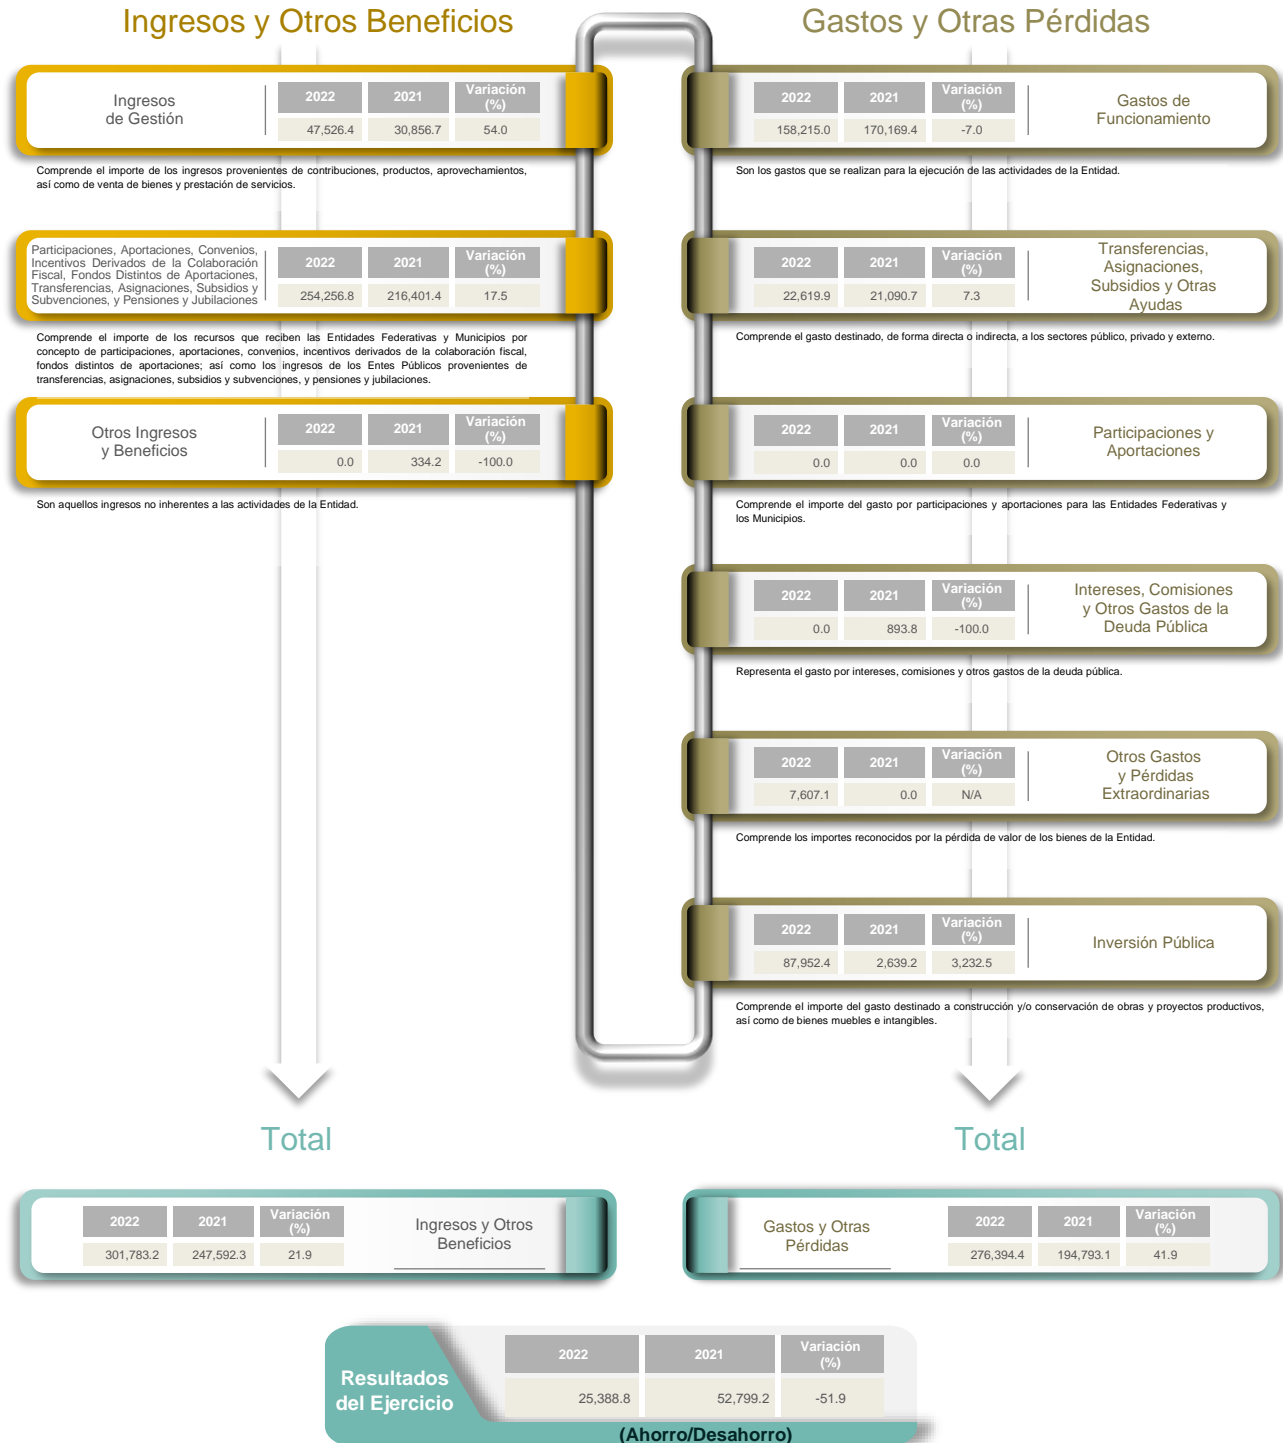 Ingresos y Otros Beneficios
Ingresos
de Gestión
2022 2021 Variación
(%)
47,526.4 30,856.7 54.0
Comprende el importe de los ingresos provenientes de contribuciones, productos, aprovechamientos,
así como de venta de bienes y prestación de servicios.
Participaciones, Aportaciones, Convenios,
Incentivos Derivados de la Colaboración
Fiscal, Fondos Distintos de Aportaciones,
Transferencias, Asignaciones, Subsidios y
Subvenciones, y Pensiones y Jubilaciones
2022 2021 Variación
(%)
254,256.8 216,401.4 17.5
Comprende el importe de los recursos que reciben las Entidades Federativas y Municipios por
concepto de participaciones, aportaciones, convenios, incentivos derivados de la colaboración fiscal,
fondos distintos de aportaciones; así como los ingresos de los Entes Públicos provenientes de
transferencias, asignaciones, subsidios y subvenciones, y pensiones y jubilaciones.
Otros Ingresos
y Beneficios
2022 2021 Variación
(%)
0.0 334.2 -100.0
Son aquellos ingresos no inherentes a las actividades de la Entidad.
Gastos y Otras Pérdidas
2022 2021 Variación
(%)
158,215.0 170,169.4 -7.0
Gastos de
Funcionamiento
Son los gastos que se realizan para la ejecución de las actividades de la Entidad.
2022 2021 Variación
(%)
22,619.9 21,090.7 7.3
Transferencias,
Asignaciones,
Subsidios y Otras
Ayudas
Comprende el gasto destinado, de forma directa o indirecta, a los sectores público, privado y externo.
2022 2021 Variación
(%)
0.0 0.0 0.0
Participaciones y
Aportaciones
Comprende el importe del gasto por participaciones y aportaciones para las Entidades Federativas y
los Municipios.
2022 2021 Variación
(%)
0.0 893.8 -100.0
Intereses, Comisiones
y Otros Gastos de la
Deuda Pública
Representa el gasto por intereses, comisiones y otros gastos de la deuda pública.
2022 2021 Variación
(%)
7,607.1 0.0 N/A
Otros Gastos
y Pérdidas
Extraordinarias
Comprende los importes reconocidos por la pérdida de valor de los bienes de la Entidad.
2022 2021 Variación
(%)
87,952.4 2,639.2 3,232.5
Inversión Pública
Comprende el importe del gasto destinado a construcción y/o conservación de obras y proyectos productivos,
así como de bienes muebles e intangibles.
Total
2022 2021 Variación
(%)
301,783.2 247,592.3 21.9
Ingresos y Otros
Beneficios
Total
Gastos y Otras
Pérdidas
2022 2021 Variación
(%)
276,394.4 194,793.1 41.9
Resultados
del Ejercicio
2022 2021 Variación
(%)
25,388.8 52,799.2 -51.9
(Ahorro/Desahorro)